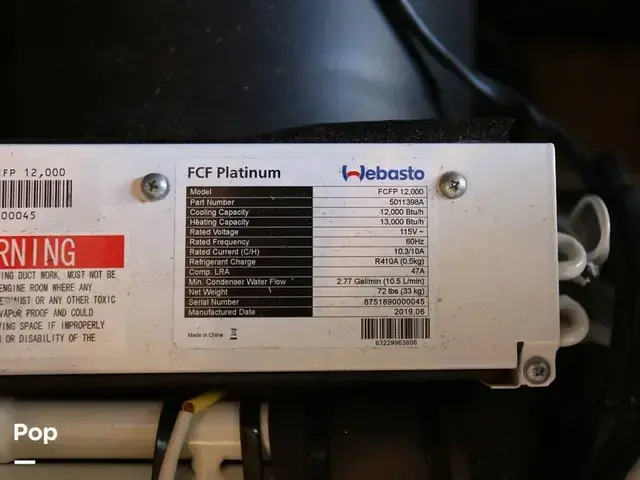 FP 12,000
00045
RNING
ING DUCT WORK, MUST NOT BE
ENGINE ROOM WHERE ANY
EXHAUST OR ANY OTHER TOXIC
VAPOR PROOF AND COULD
VING SPACE IF IMPROPERLY
OR DISABILITY OF THE
FCF Platinum
Webasto
Model FCFP 12,000
Part Number 5011398A
Cooling Capacity 12,000 Btu/h
Heating Capacity 13,000 Btu/h
Rated Voltage 115V ~
Rated Frequency 60Hz
Rated Current (C/H) 10.3/10A
Refrigerant Charge R410A (0.5kg)
Comp. LRA 47A
Min. Condenser Water Flow 2.77 Gal/min (10.5 L/min)
Net Weight 72 lbs (33 kg)
Serial Number 8751890000045
Manufactured Date 2019.06
Made in China
63229963808
Pop